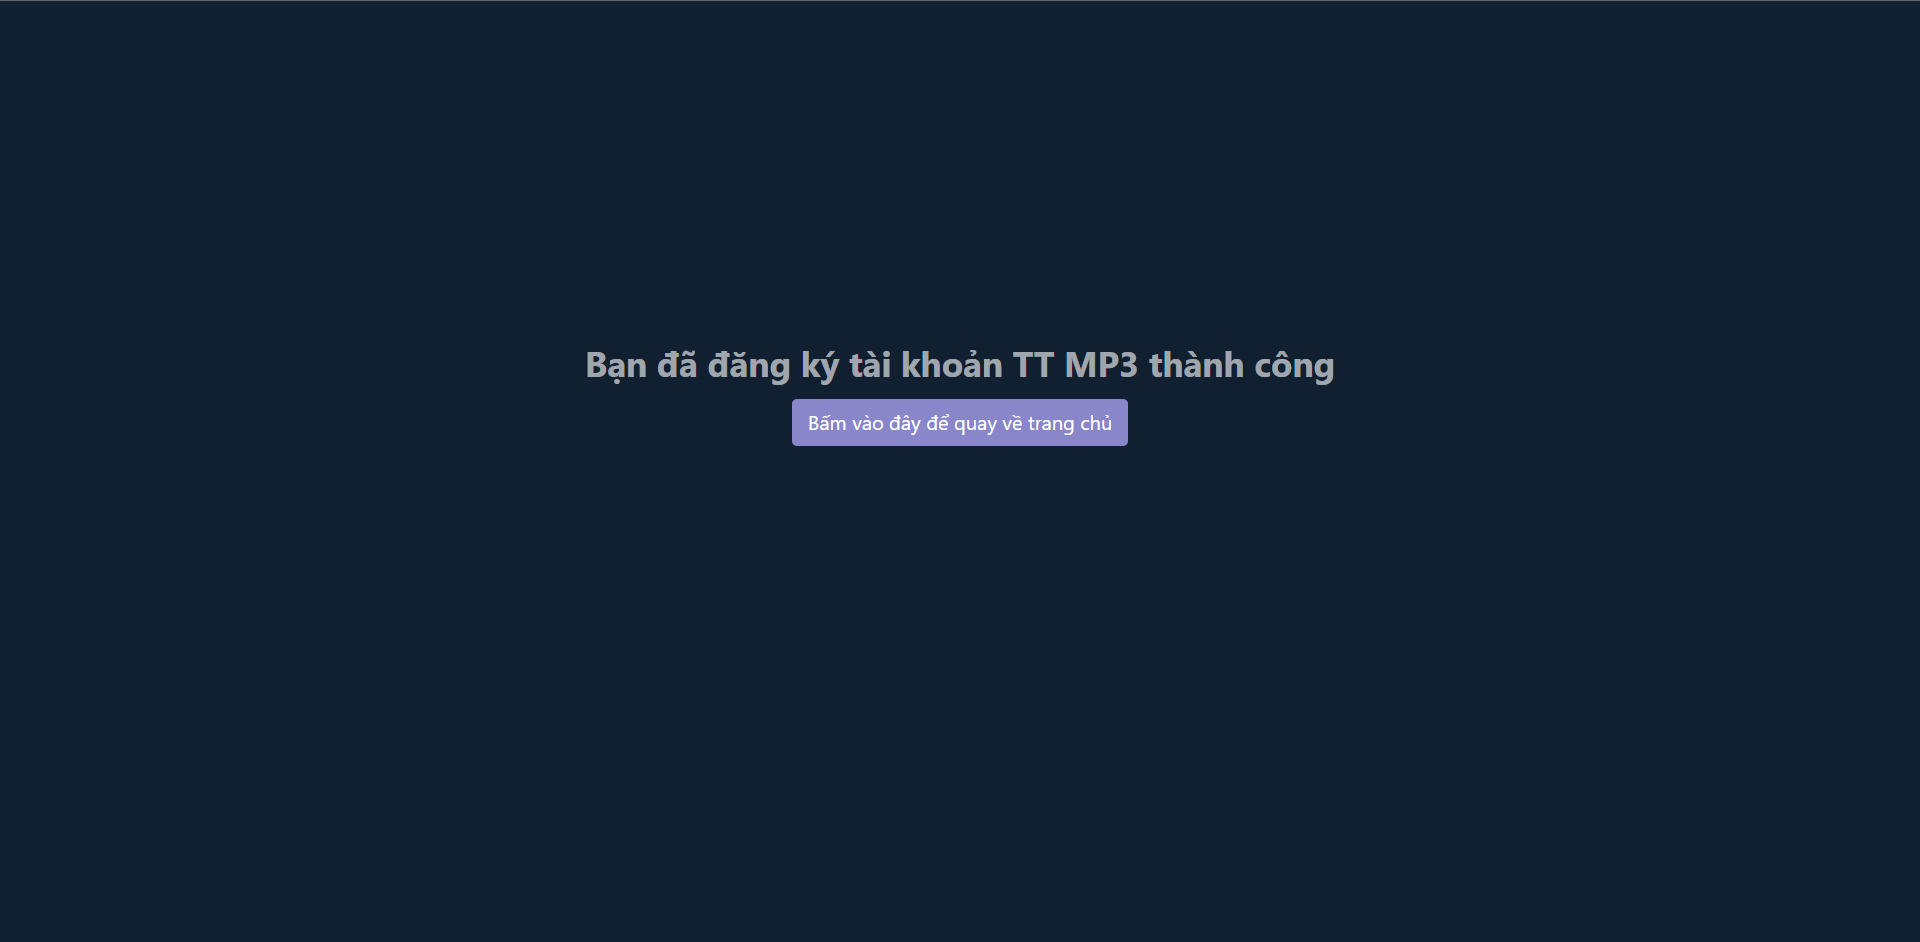 Bạn đã đăng ký tài khoản TT MP3 thành công
Bấm vào đây để quay về trang chủ